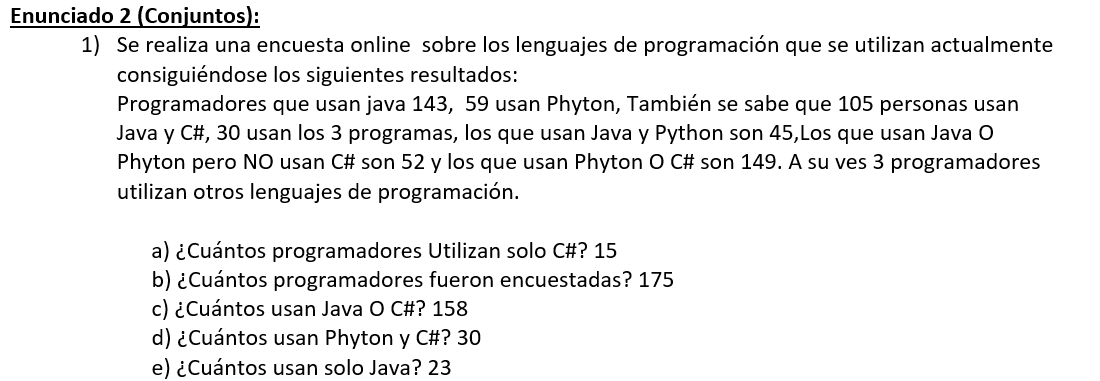 Enunciado 2 (Conjuntos):
1) Se realiza una encuesta online sobre los lenguajes de programación que se utilizan actualmente
consiguiéndose los siguientes resultados:
Programadores que usan java 143, 59 usan Phyton, También se sabe que 105 personas usan
Java y C#, 30 usan los 3 programas, los que usan Java y Python son 45,Los que usan Java O
Phyton pero NO usan C# son 52 y los que usan Phyton O C# son 149. A su ves 3 programadores
utilizan otros lenguajes de programación.
a) ¿Cuántos programadores Utilizan solo C#? 15
b) ¿Cuántos programadores fueron encuestadas? 175
c) ¿Cuántos usan Java O C#? 158
d) ¿Cuántos usan Phyton y C#? 30
e) ¿Cuántos usan solo Java? 23